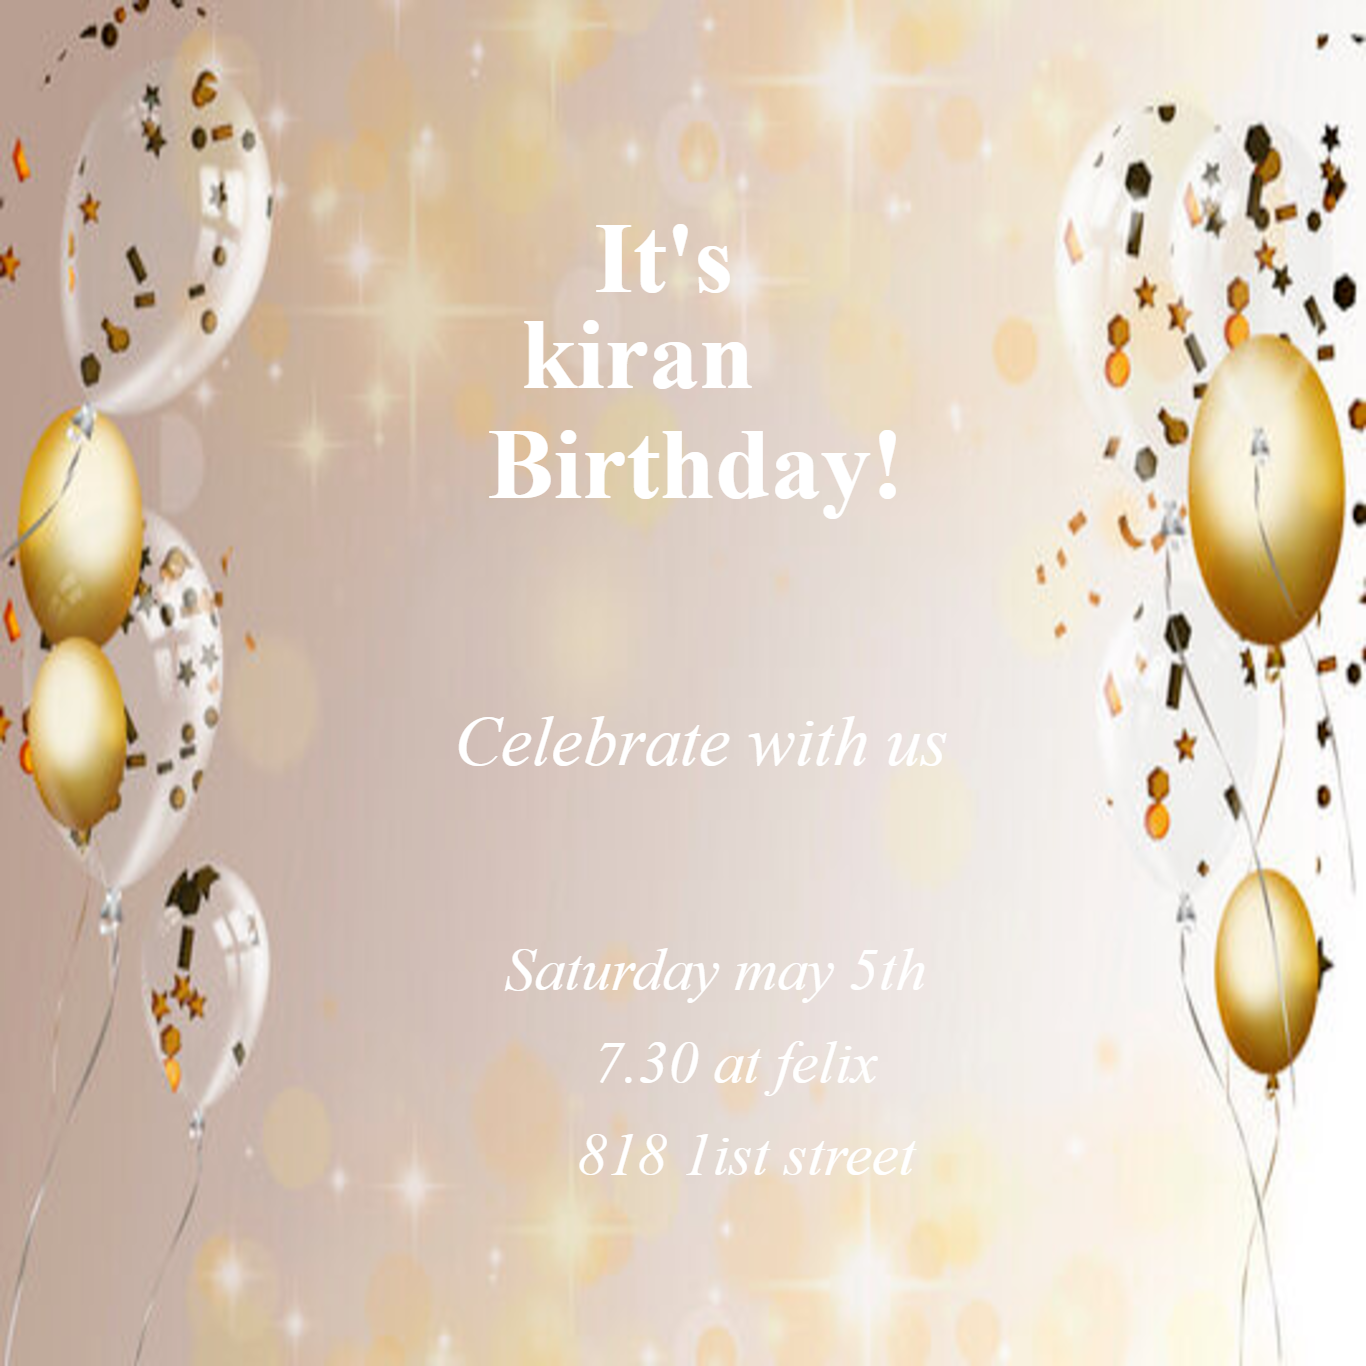 It's
kiran
Birthday!
Celebrate with us
Saturday may 5th
7.30 at felix
818 1ist street